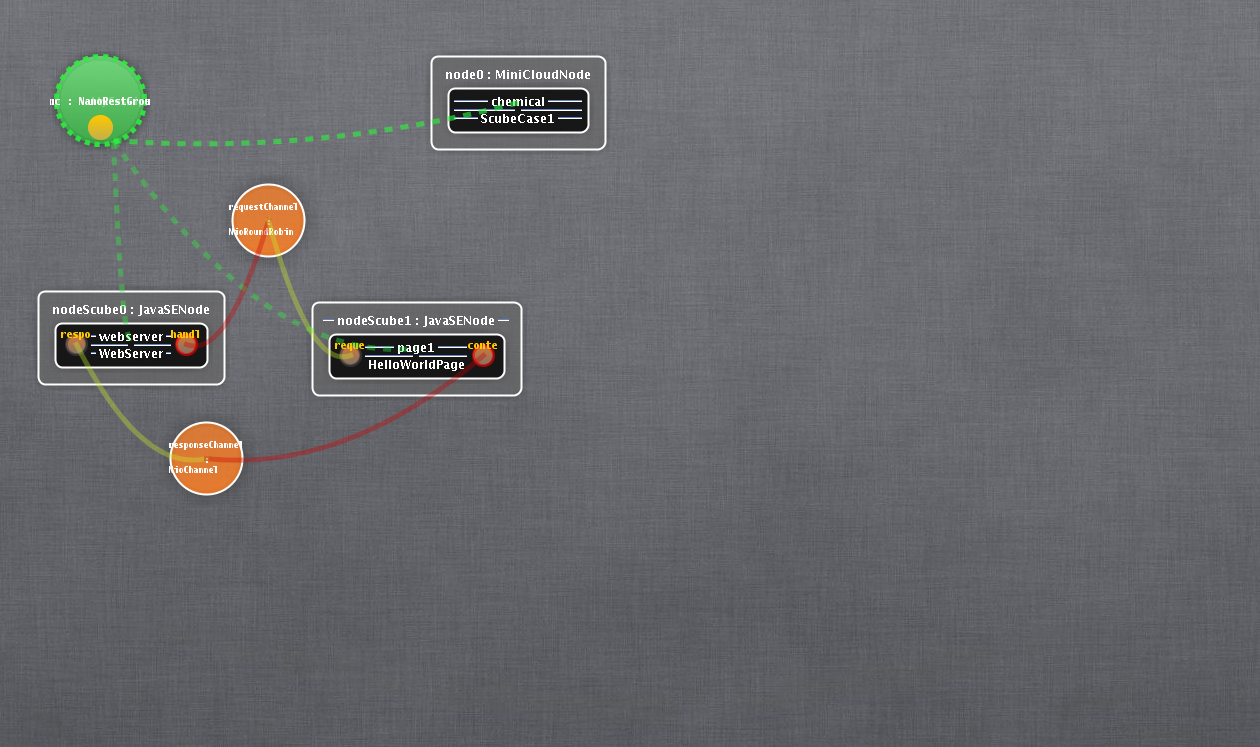 node0 : MiniCloudNode
chemical
ScubeCase1
: NanoRestGrou
requestChannel
:
NioRoundRobin
nodeScube0 : JavaSENode
respo
webserver
handl
WebServer
nodeScube1 : JavaSENode
reque
page1
conte
HelloWorldPage
responseChannel
:
NioChannel